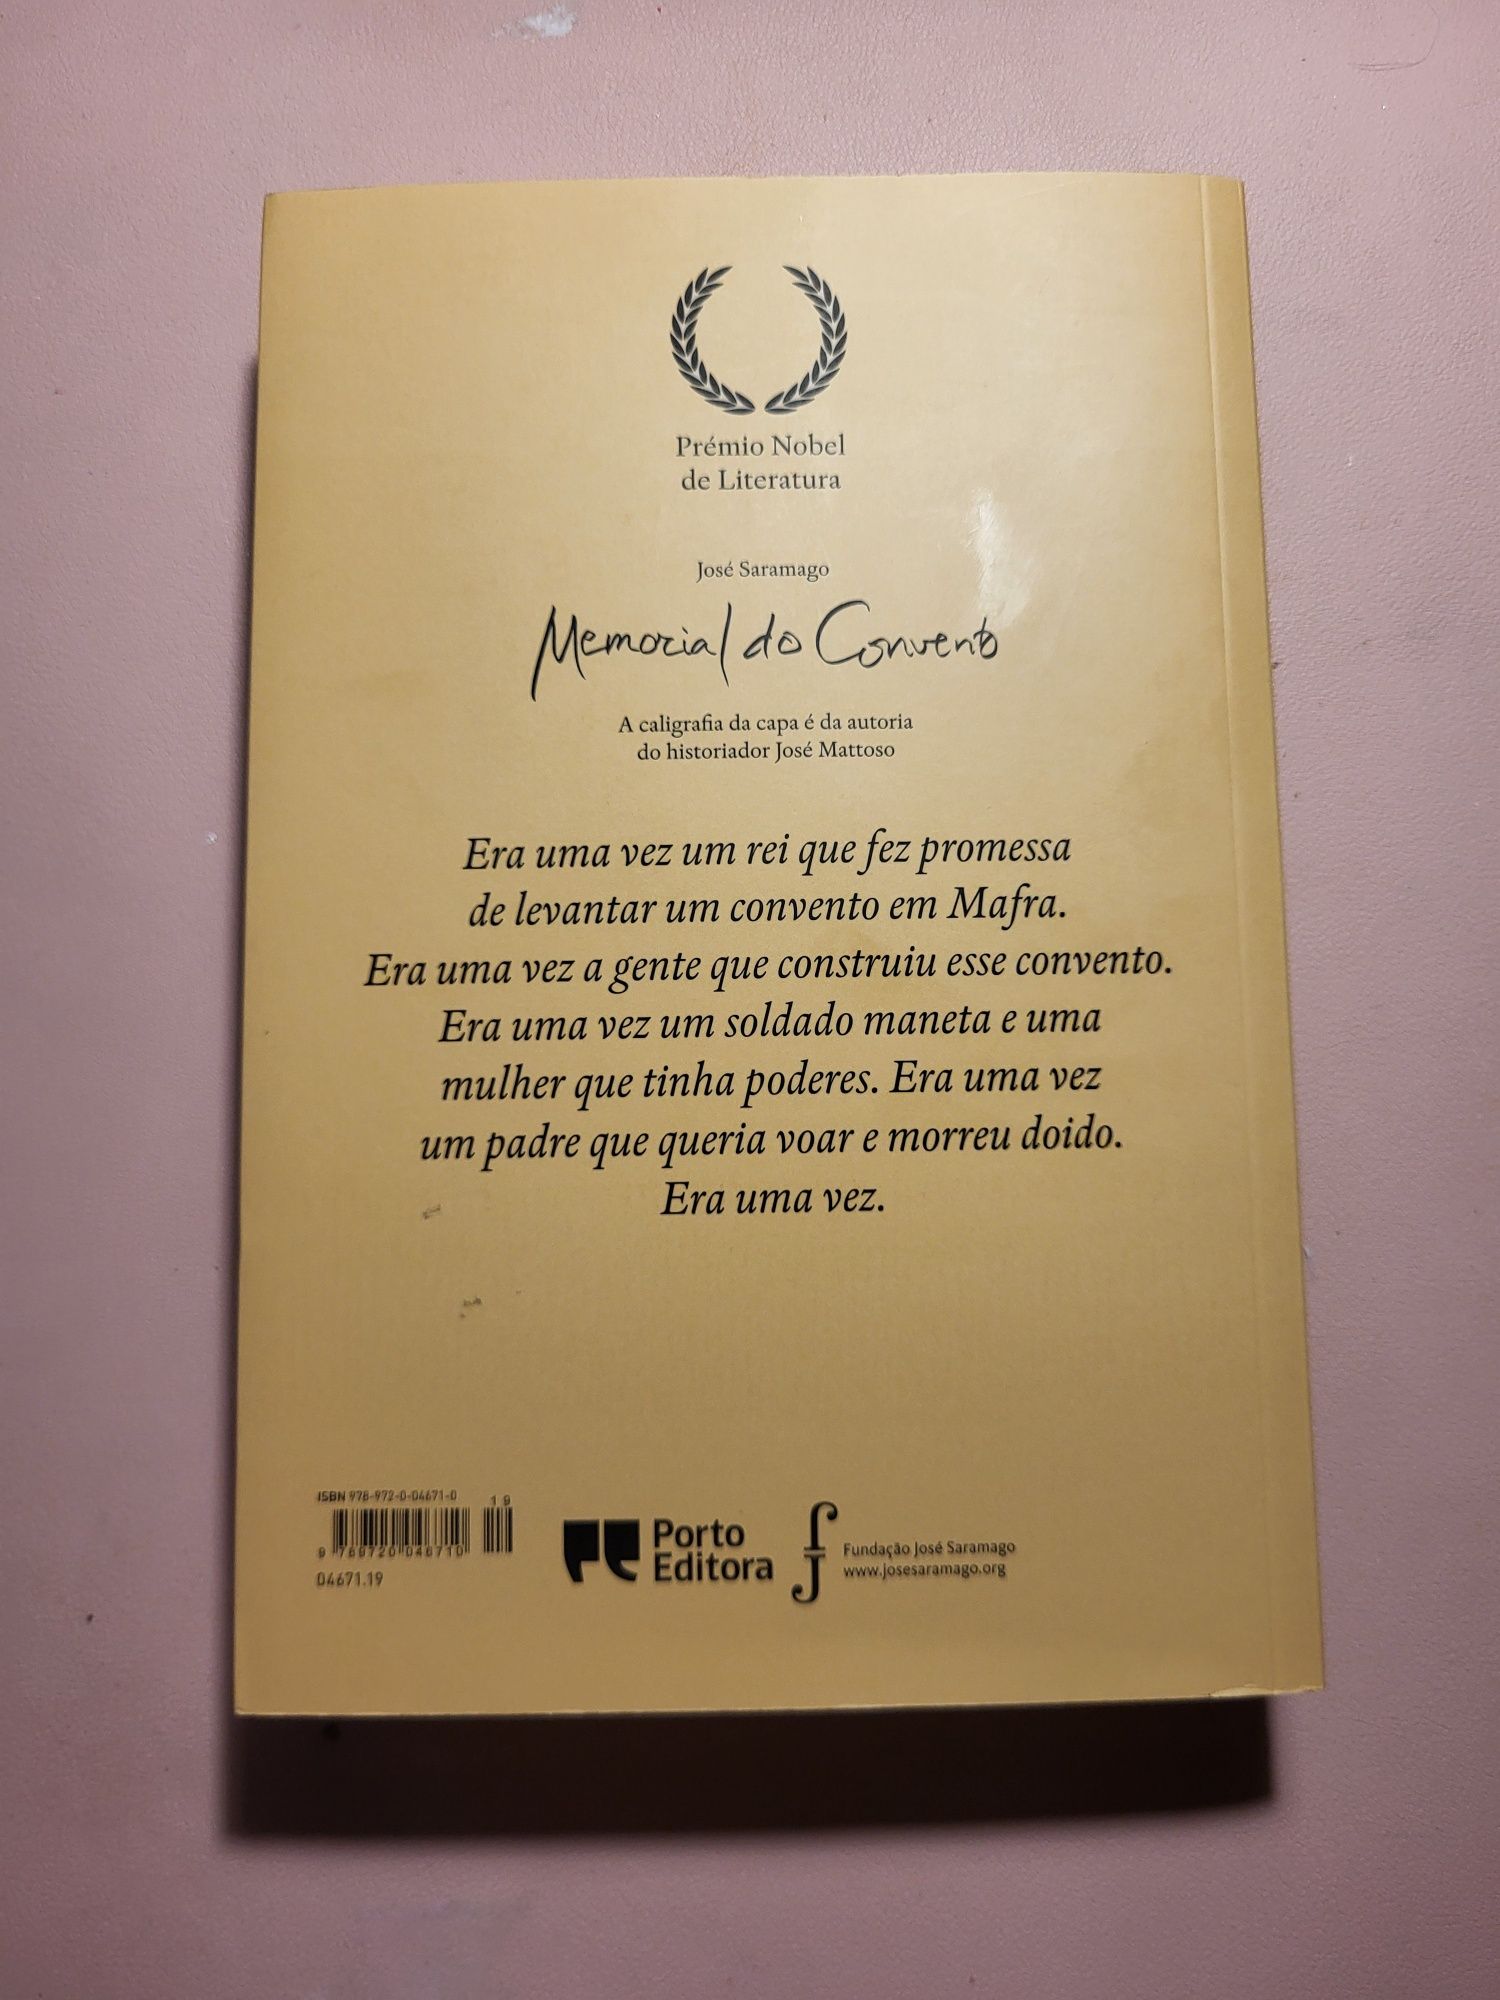 Prémio Nobel
de Literatura
José Saramago
Memorial do Convento
A caligrafia da capa é da autoria
do historiador José Mattoso
Era uma vez um rei que fez promessa
de levantar um convento em Mafra.
Era uma vez a gente que construiu esse convento.
Era uma vez um soldado maneta e uma
mulher que tinha poderes. Era uma vez
um padre que queria voar e morreu doido.
Era uma vez.
ISBN 978-972-0-04671-0
19
9 789720 046710
04671.19
Porto
Editora
Fundação José Saramago
www.josesaramago.org